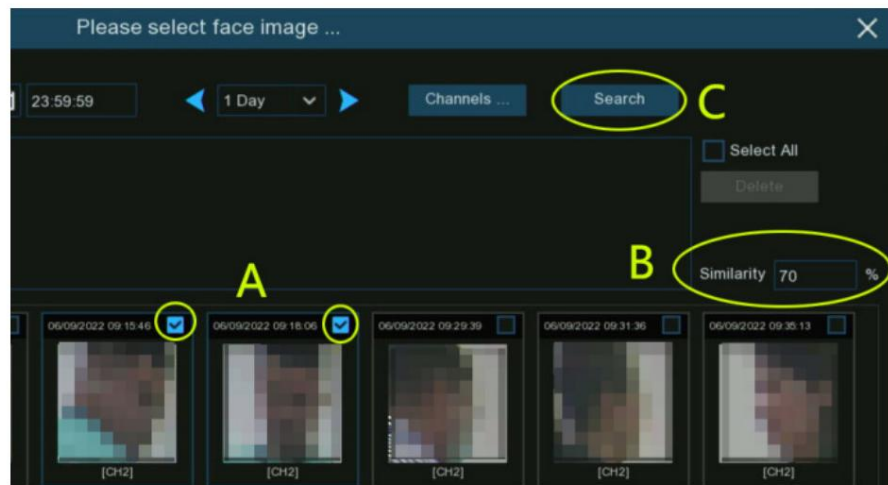 Please select face image ...
23:59:59 1 Day Channels ... Search C
Select All
Delete
A B Similarity 70 %
06/09/2022 09:15:46 06/09/2022 09:18:06 06/09/2022 09:29:39 06/09/2022 09:31:36 06/09/2022 09:35:13
[CH2] [CH2] [CH2] [CH2] [CH2]